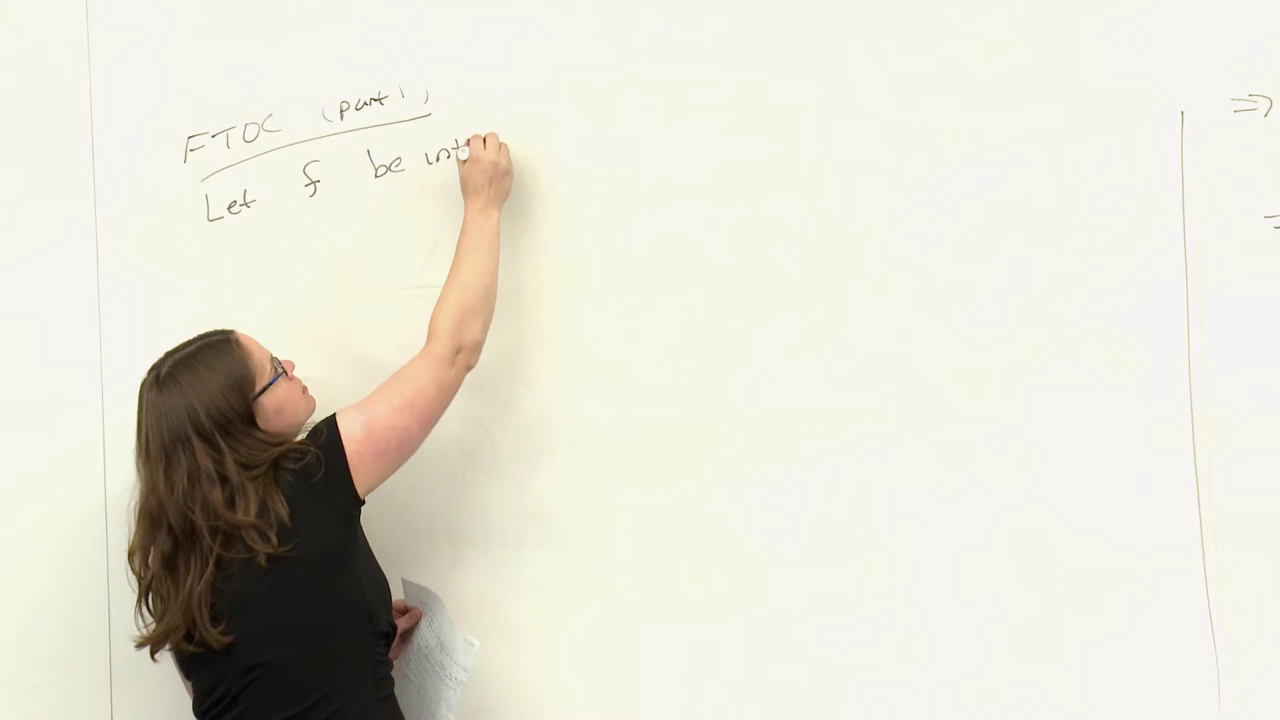 FTOC (part 1)
Let f be int
⇒